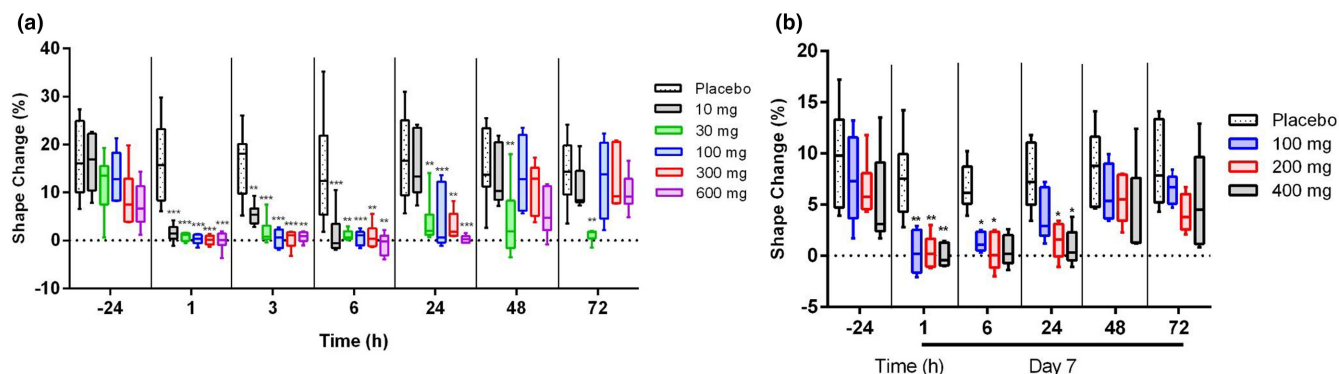 (a)
Shape Change (%)
40
30
20
10
0
-10
*** *** *** *** ***
** *** *** *** **
*** ** *** ** **
** *** ** ***
**
**
-24 1 3 6 24 48 72
Time (h)
Placebo
10 mg
30 mg
100 mg
300 mg
600 mg
(b)
Shape Change (%)
20
15
10
5
0
-5
** ** **
* *
* *
-24 1 6 24 48 72
Time (h) Day 7
Placebo
100 mg
200 mg
400 mg